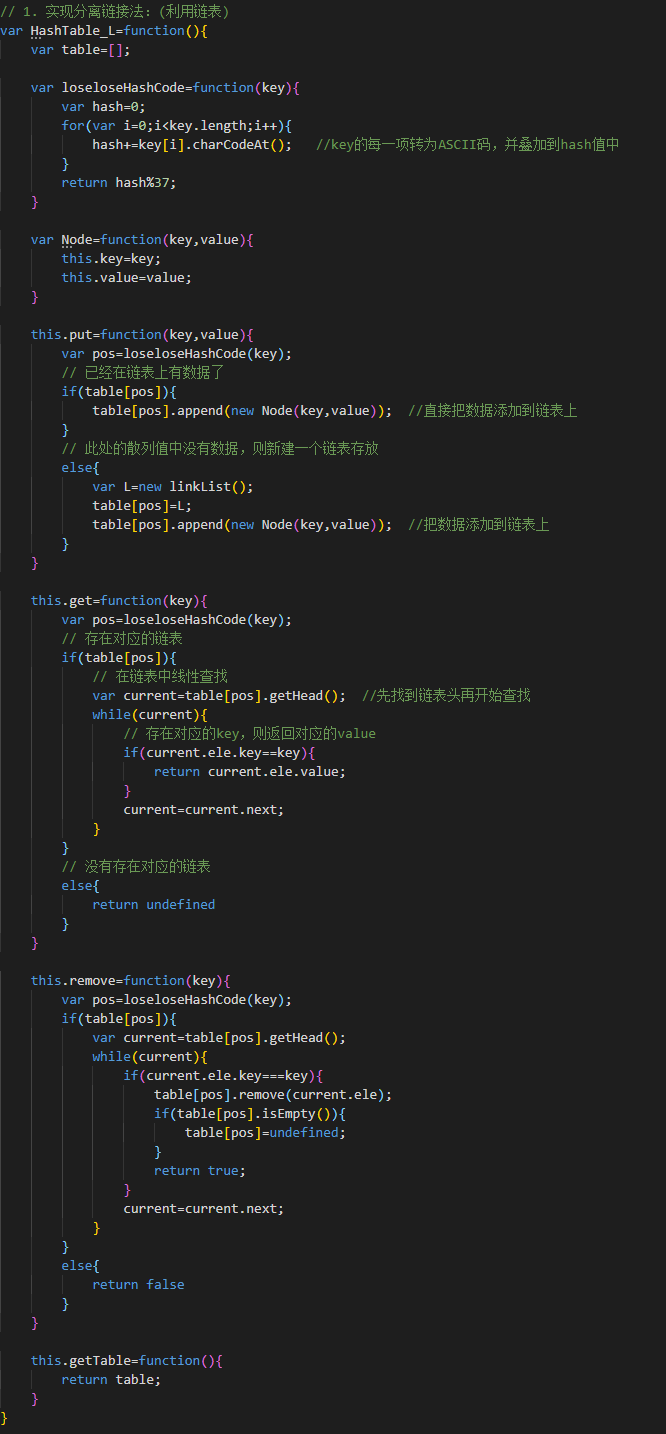 // 1. 实现分离链接法：(利用链表)
var HashTable_L=function(){
    var table=[];

    var loseloseHashCode=function(key){
        var hash=0;
        for(var i=0;i<key.length;i++){
            hash+=key[i].charCodeAt();   //key的每一项转为ASCII码，并叠加到hash值中
        }
        return hash%37;
    }

    var Node=function(key,value){
        this.key=key;
        this.value=value;
    }

    this.put=function(key,value){
        var pos=loseloseHashCode(key);
        // 已经在链表上有数据了
        if(table[pos]){
            table[pos].append(new Node(key,value));  //直接把数据添加到链表上
        }
        // 此处的散列值中没有数据，则新建一个链表存放
        else{
            var L=new linkList();
            table[pos]=L;
            table[pos].append(new Node(key,value));  //把数据添加到链表上
        }
    }

    this.get=function(key){
        var pos=loseloseHashCode(key);
        // 存在对应的链表
        if(table[pos]){
            // 在链表中线性查找
            var current=table[pos].getHead();  //先找到链表头再开始查找
            while(current){
                // 存在对应的key，则返回对应的value
                if(current.ele.key==key){
                    return current.ele.value;
                }
                current=current.next;
            }
        }
        // 没有存在对应的链表
        else{
            return undefined
        }
    }

    this.remove=function(key){
        var pos=loseloseHashCode(key);
        if(table[pos]){
            var current=table[pos].getHead();
            while(current){
                if(current.ele.key===key){
                    table[pos].remove(current.ele);
                    if(table[pos].isEmpty()){
                        table[pos]=undefined;
                    }
                    return true;
                }
                current=current.next;
            }
        }
        else{
            return false
        }
    }

    this.getTable=function(){
        return table;
    }
}